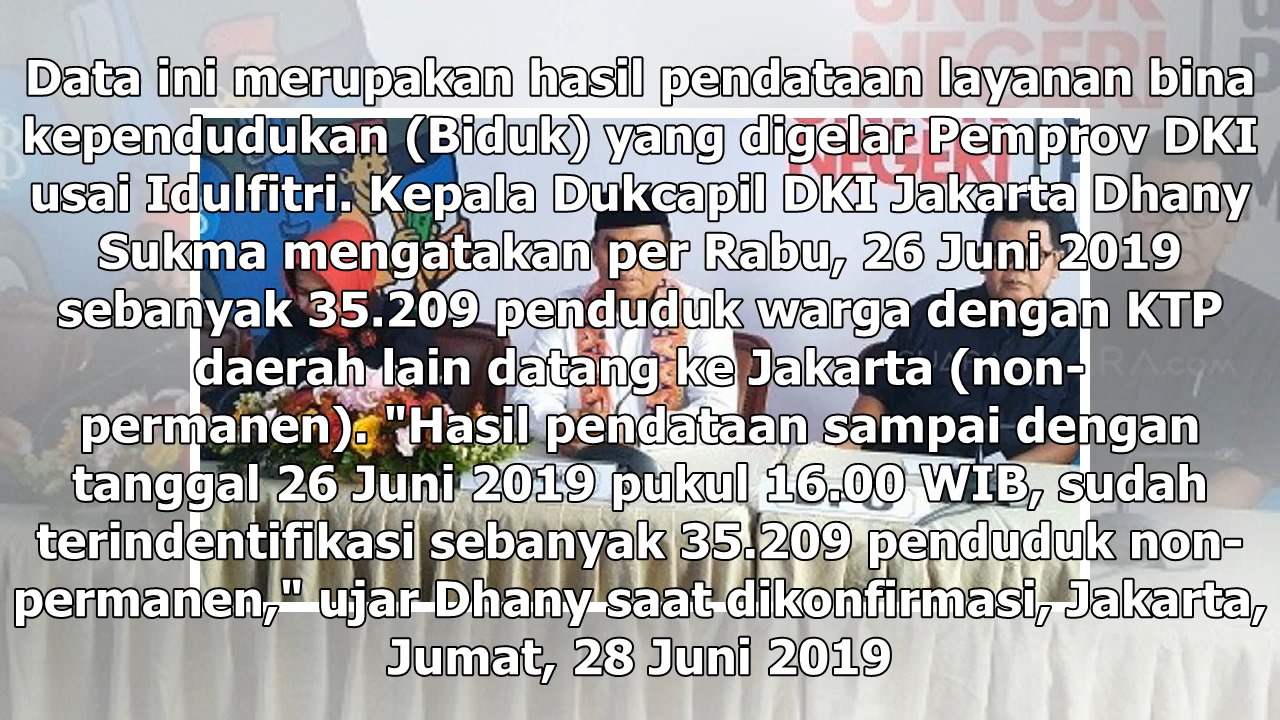 UNTUK
NEGERI
Data ini merupakan hasil pendataan layanan bina
kependudukan (Biduk) yang digelar Pemprov DKI
usai Idulfitri. Kepala Dukcapil DKI Jakarta Dhany
Sukma mengatakan per Rabu, 26 Juni 2019
sebanyak 35.209 penduduk warga dengan KTP
daerah lain datang ke Jakarta (non-
permanen). "Hasil pendataan sampai dengan
tanggal 26 Juni 2019 pukul 16.00 WIB, sudah
terindentifikasi sebanyak 35.209 penduduk non-
permanen," ujar Dhany saat dikonfirmasi, Jakarta,
Jumat, 28 Juni 2019
NEGERI